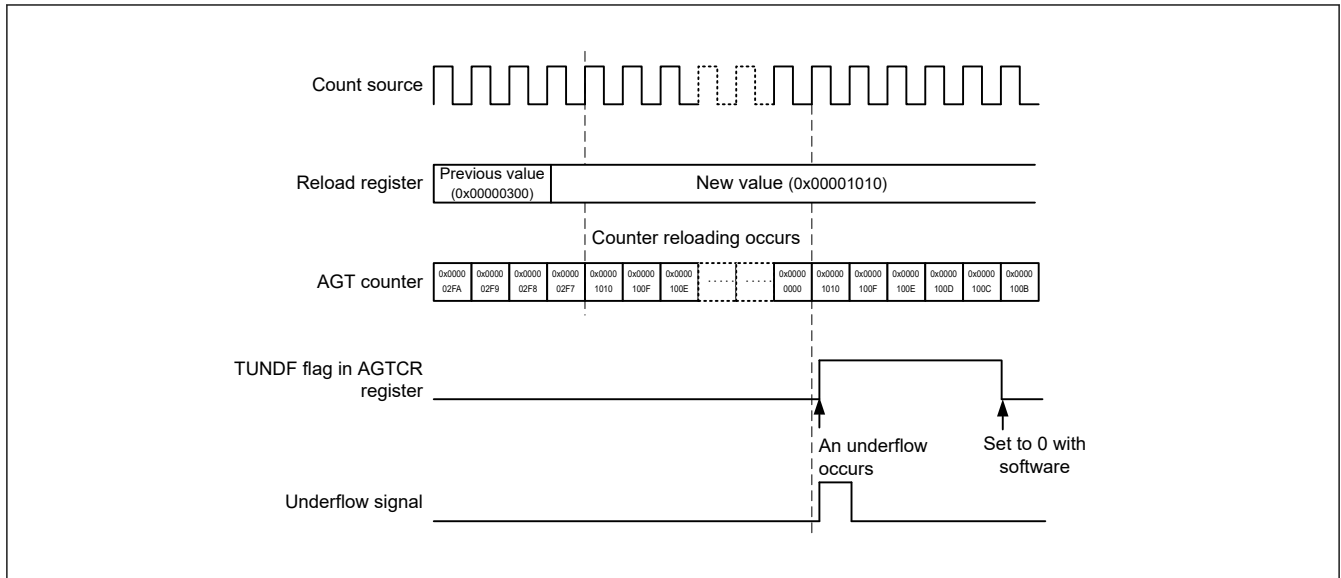 Count source
Reload register
Previous value
(0x00000300)
New value (0x00001010)
Counter reloading occurs
AGT counter
0x0000 0x0000 0x0000 0x0000 0x0000 0x0000 0x0000 0x0000 0x0000 0x0000 0x0000 0x0000 0x0000 0x0000
02FA 02F9 02F8 02F7 1010 100F 100E ...... ...... 0000 1010 100F 100E 100D 100C 100B
TUNDF flag in AGTCR
register
An underflow
occurs
Set to 0 with
software
Underflow signal